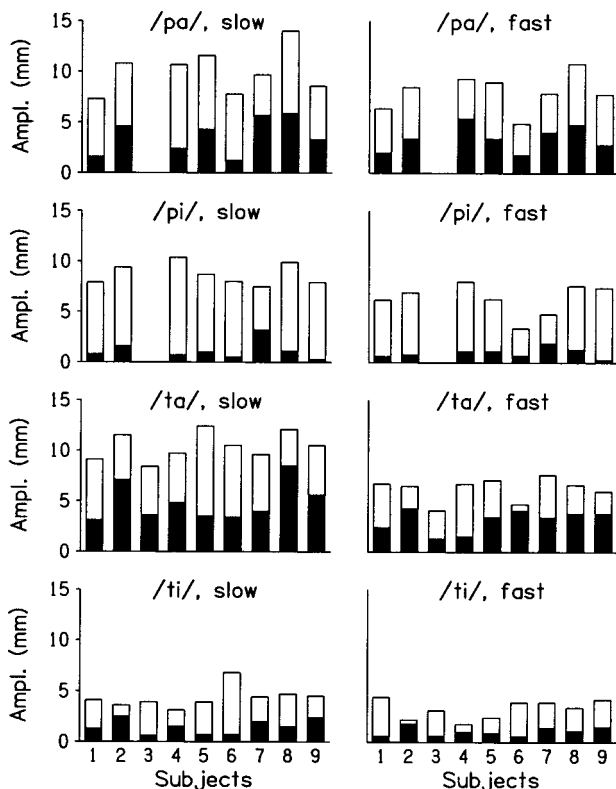 /pa/, slow
/pa/, fast
Ampl. (mm)
15
10
5
0
/pi/, slow
/pi/, fast
Ampl. (mm)
15
10
5
0
/ta/, slow
/ta/, fast
Ampl. (mm)
15
10
5
0
/ti/, slow
/ti/, fast
Ampl. (mm)
15
10
5
0
1 2 3 4 5 6 7 8 9
1 2 3 4 5 6 7 8 9
Subjects
Subjects